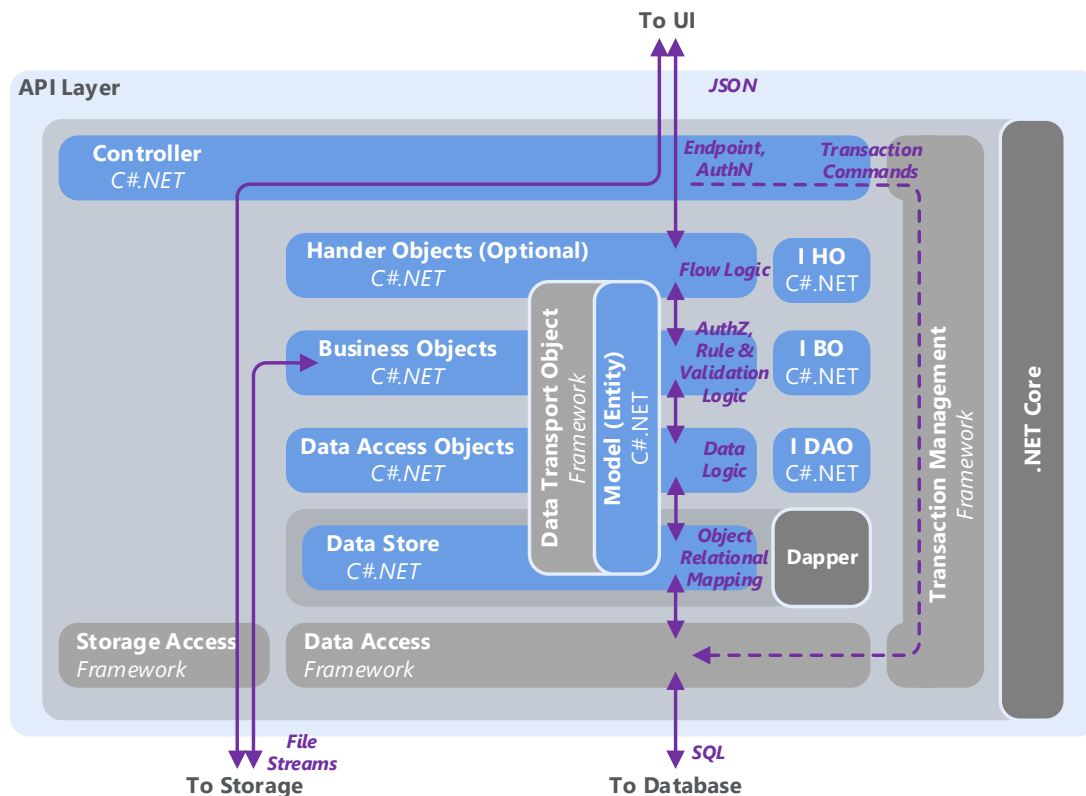 To UI
API Layer
JSON
Controller
C#.NET
Endpoint,
AuthN
Transaction
Commands
Hander Objects (Optional)
C#.NET
Flow Logic
I HO
C#.NET
Business Objects
C#.NET
AuthZ,
Rule &
Validation
Logic
I BO
C#.NET
Data Access Objects
C#.NET
Data
Logic
I DAO
C#.NET
Data Transport Object
Framework
Model (Entity)
C#.NET
Data Store
C#.NET
Object
Relational
Mapping
Dapper
Transaction Management
Framework
.NET Core
Storage Access
Framework
Data Access
Framework
File
Streams
SQL
To Storage
To Database